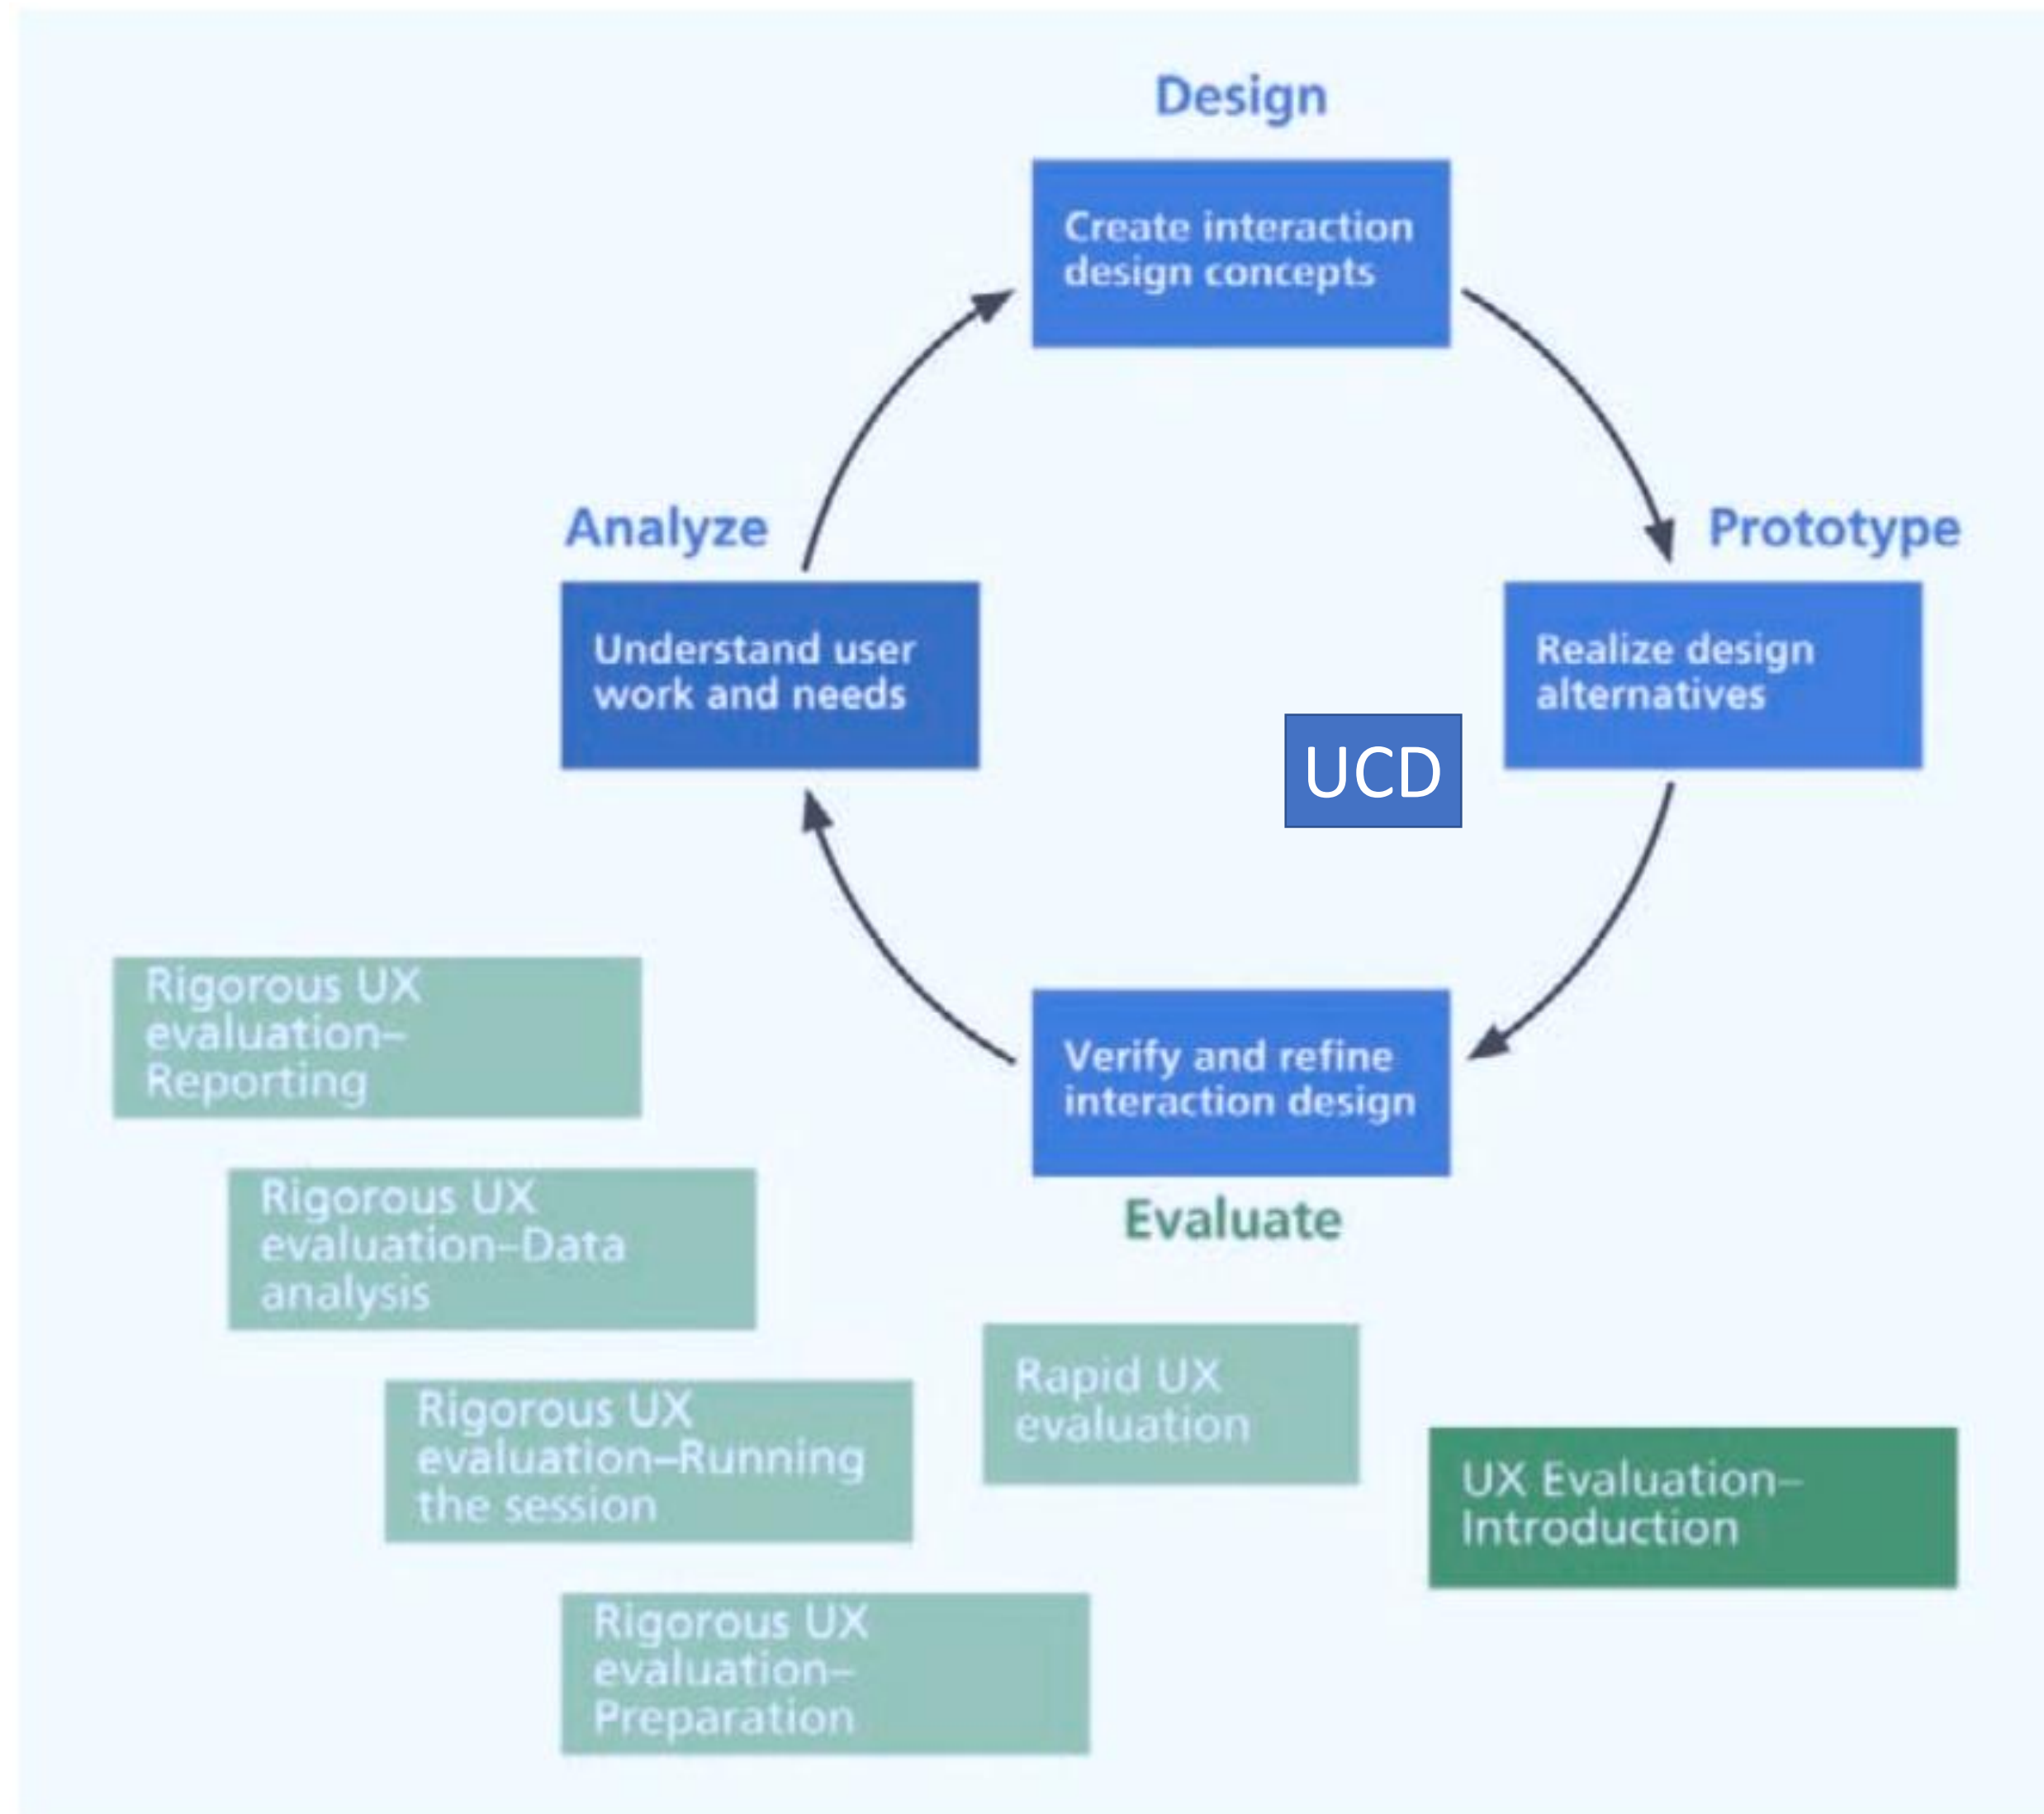 Design
Create interaction
design concepts
Analyze
Prototype
Understand user
work and needs
Realize design
alternatives
UCD
Verify and refine
interaction design
Evaluate
Rigorous UX
evaluation–
Reporting
Rigorous UX
evaluation–Data
analysis
Rigorous UX
evaluation–Running
the session
Rigorous UX
evaluation–
Preparation
Rapid UX
evaluation
UX Evaluation–
Introduction